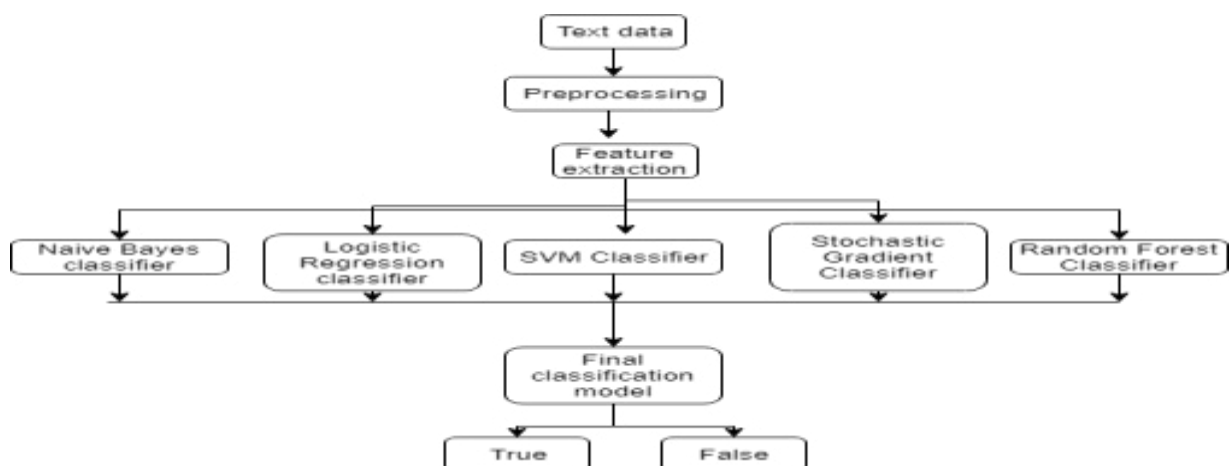 Text data
Preprocessing
Feature
extraction
Naive Bayes
classifier
Logistic
Regression
classifier
SVM Classifier
Stochastic
Gradient
Classifier
Random Forest
Classifier
Final
classification
model
True
False